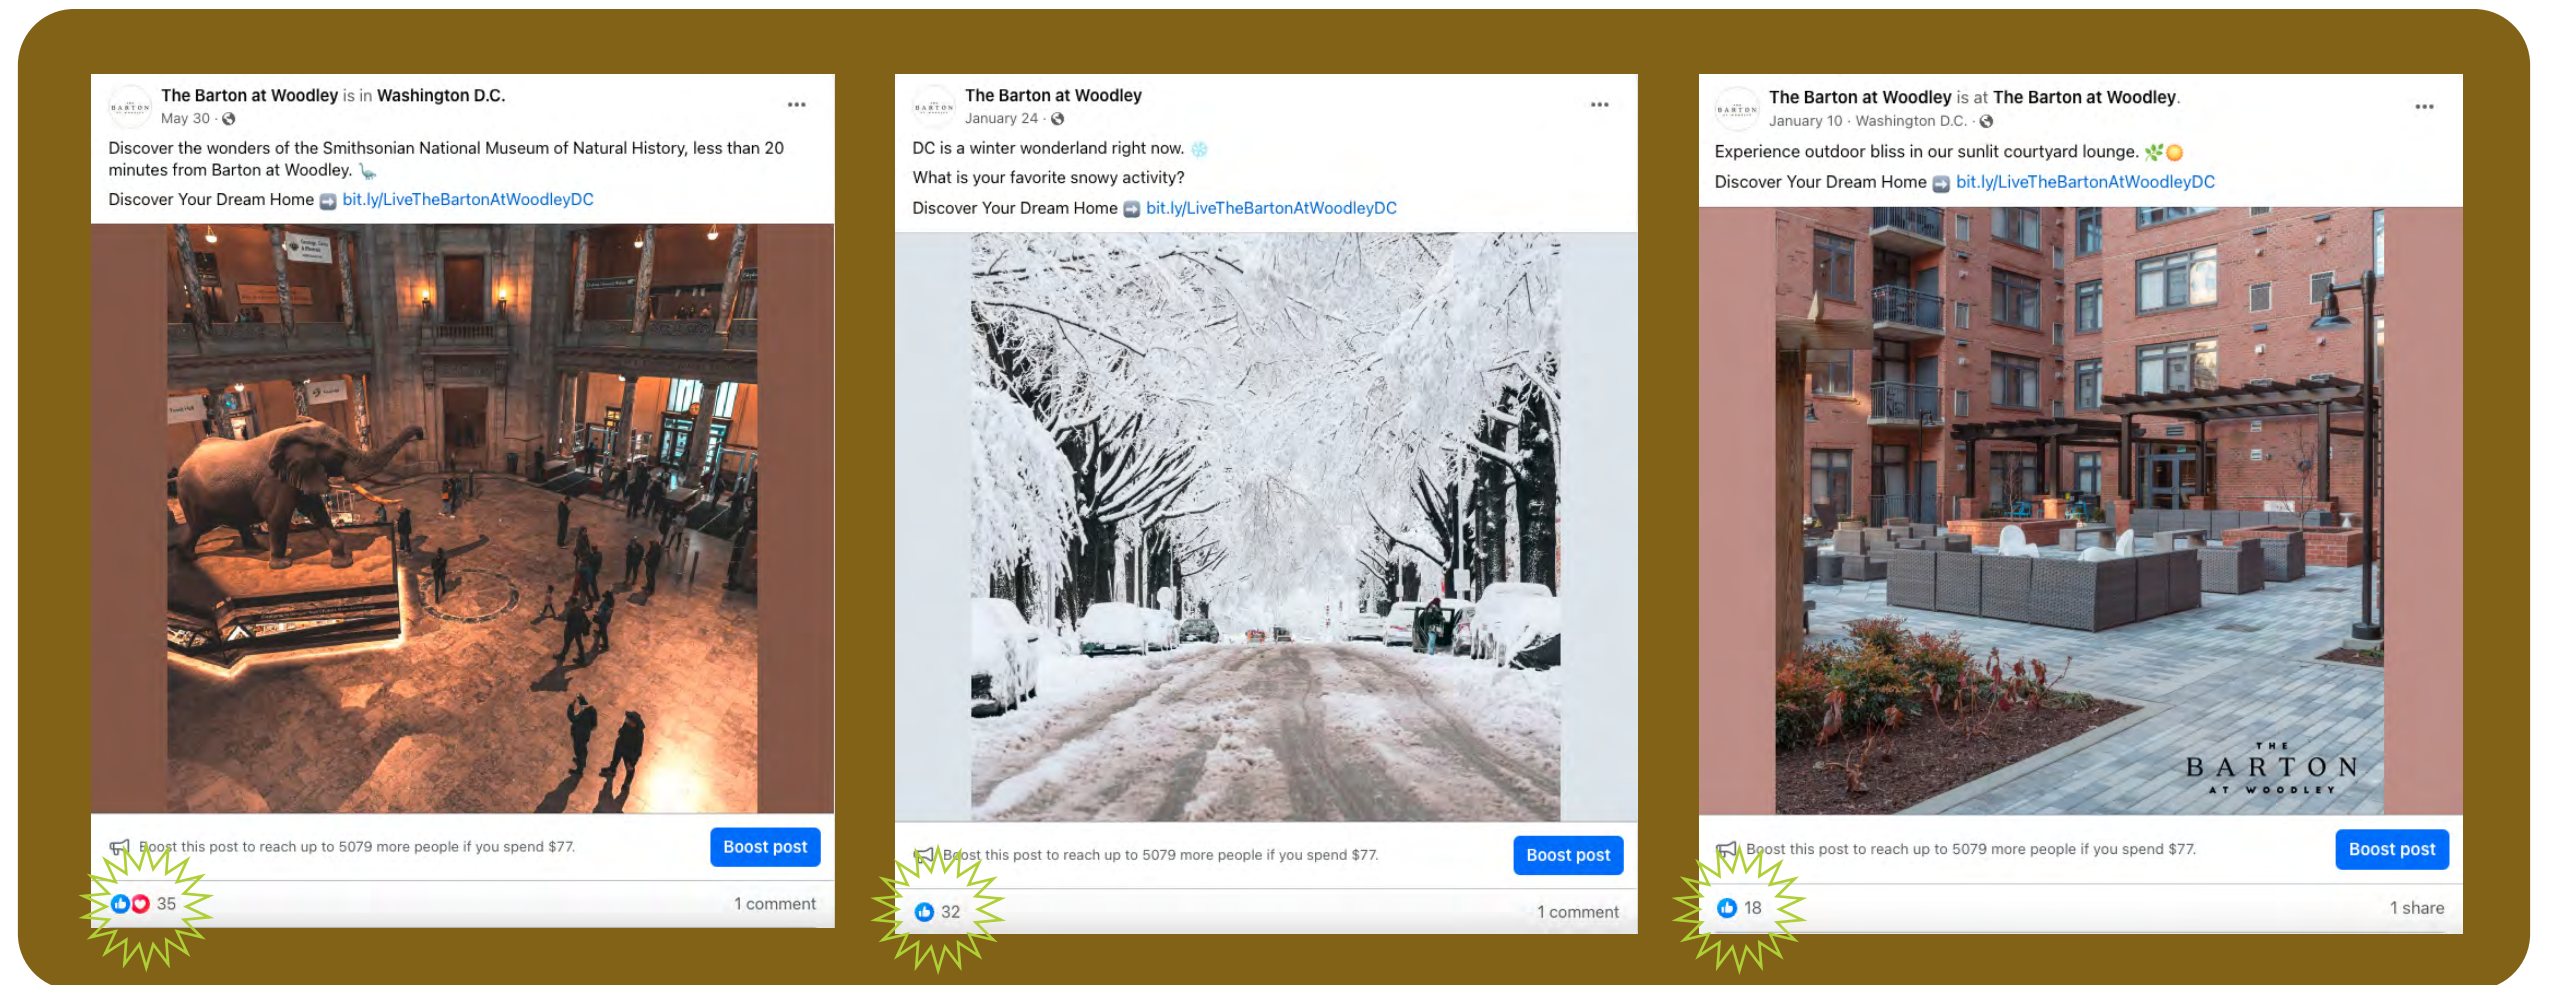 The Barton at Woodley is in Washington D.C.
May 30 ·
Discover the wonders of the Smithsonian National Museum of Natural History, less than 20
minutes from Barton at Woodley. 🦕
Discover Your Dream Home ➡️ bit.ly/LiveTheBartonAtWoodleyDC
Boost this post to reach up to 5079 more people if you spend $77.
Boost post
35
1 comment
THE
BARTON
The Barton at Woodley
January 24 ·
DC is a winter wonderland right now. ❄️
What is your favorite snowy activity?
Discover Your Dream Home ➡️ bit.ly/LiveTheBartonAtWoodleyDC
Boost this post to reach up to 5079 more people if you spend $77.
Boost post
32
1 comment
The Barton at Woodley is at The Barton at Woodley.
January 10 · Washington D.C. ·
Experience outdoor bliss in our sunlit courtyard lounge. 🌿☀️
Discover Your Dream Home ➡️ bit.ly/LiveTheBartonAtWoodleyDC
THE
BARTON
AT WOODLEY
Boost this post to reach up to 5079 more people if you spend $77.
Boost post
18
1 share